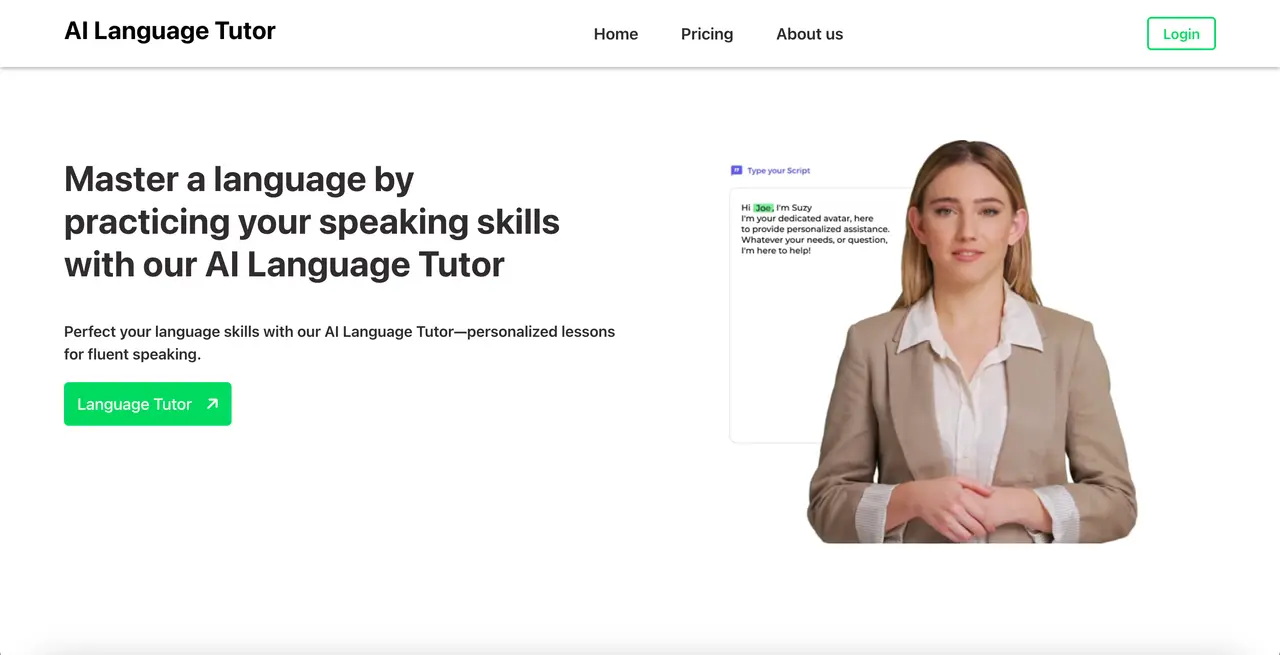 AI Language Tutor
Home
Pricing
About us
Login
Master a language by
practicing your speaking skills
with our AI Language Tutor
Perfect your language skills with our AI Language Tutor—personalized lessons
for fluent speaking.
Language Tutor
Type your Script
Hi Joe, I'm Suzy
I'm your dedicated avatar, here
to provide personalized assistance.
Whatever your needs, or question,
I'm here to help!